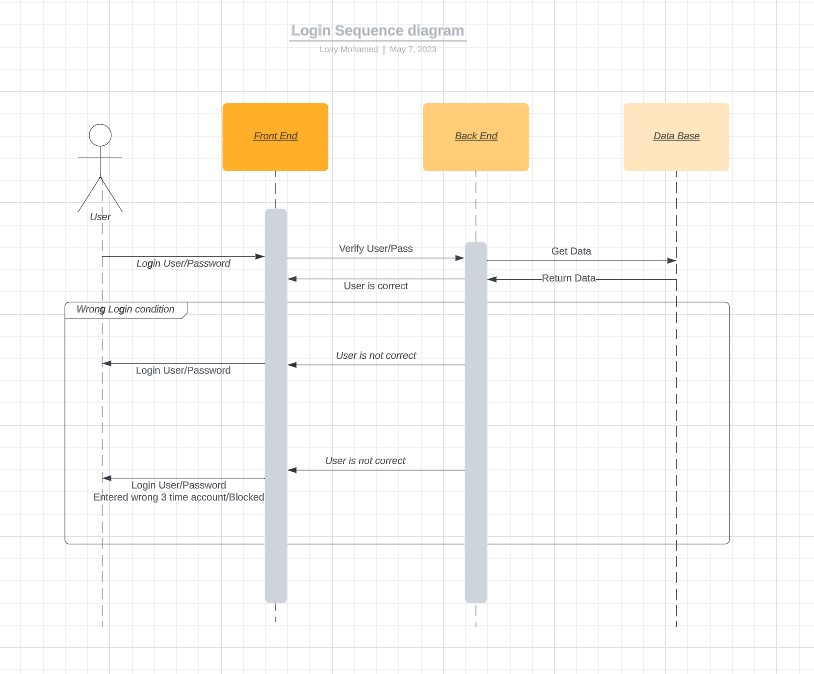 Login Sequence diagram
Loay Mohamed | May 7, 2023
Front End
Back End
Data Base
User
Verify User/Pass
Get Data
Login User/Password
Return Data
User is correct
Wrong Login condition
User is not correct
Login User/Password
User is not correct
Login User/Password
Entered wrong 3 time account/Blocked